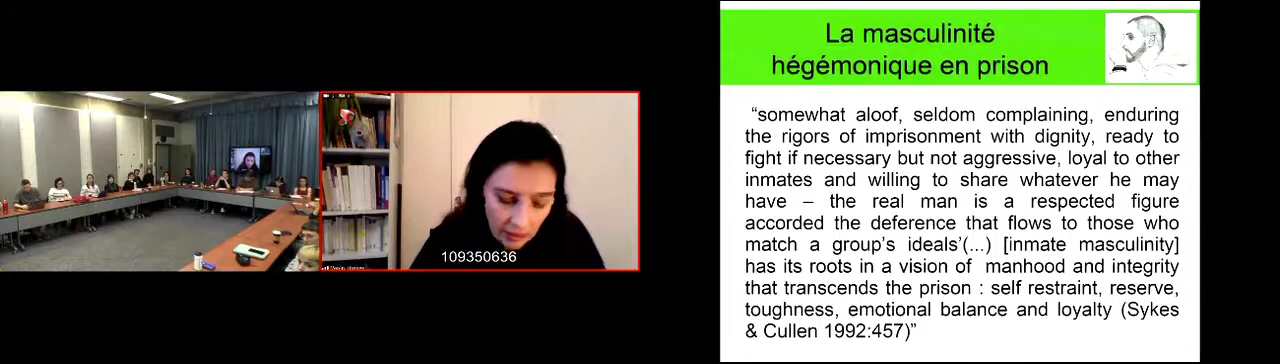 La masculinité
hégémonique en prison
“somewhat aloof, seldom complaining, enduring
the rigors of imprisonment with dignity, ready to
fight if necessary but not aggressive, loyal to other
inmates and willing to share whatever he may
have – the real man is a respected figure
accorded the deference that flows to those who
match a group’s ideals’(...) [inmate masculinity]
has its roots in a vision of manhood and integrity
that transcends the prison : self restraint, reserve,
toughness, emotional balance and loyalty (Sykes
& Cullen 1992:457)”
109350636